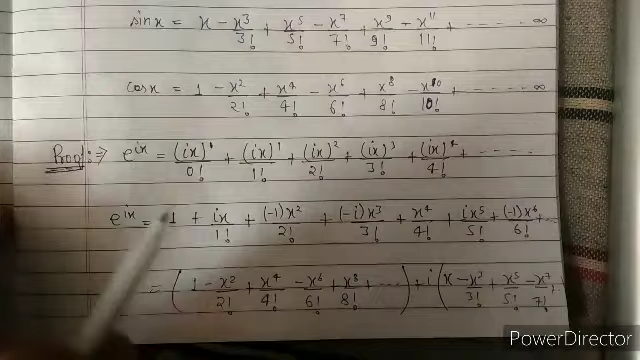 sinx = x - x³/3! + x⁵/5! - x⁷/7! + x⁹/9! - x¹¹/11! + ------- ∞
cosx = 1 - x²/2! + x⁴/4! - x⁶/6! + x⁸/8! - x¹⁰/10! + ------- ∞
Proof:⇒ e^ix = (ix)⁰/0! + (ix)¹/1! + (ix)²/2! + (ix)³/3! + (ix)⁴/4! + ------
e^ix = 1 + ix/1! + (-1)x²/2! + (-i)x³/3! + x⁴/4! + ix⁵/5! + (-1)x⁶/6! + --
= (1 - x²/2! + x⁴/4! - x⁶/6! + x⁸/8! + ----) + i(x - x³/3! + x⁵/5! - x⁷/7!
PowerDirector